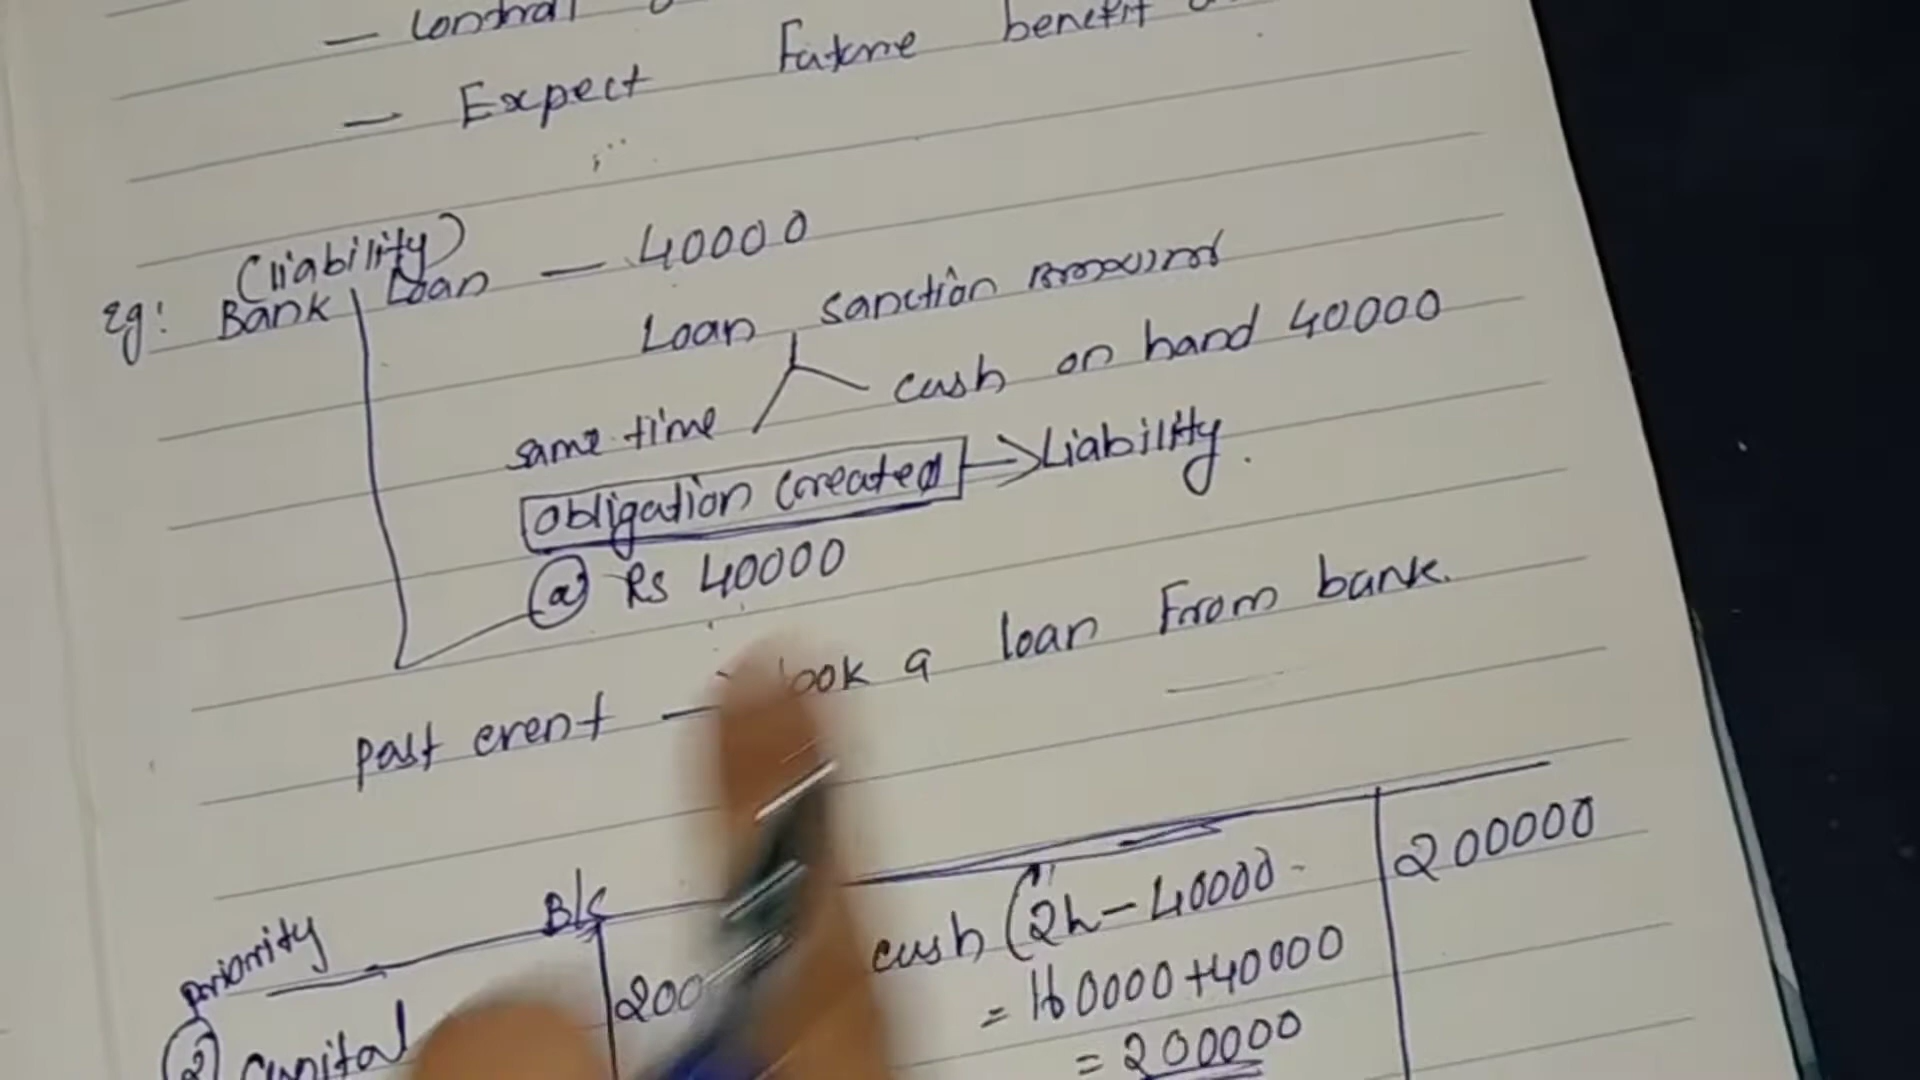 — Control
— Expect Future benefit
(liability)
Eg: Bank Loan — 40000
Loan sanction
same time cash on hand 40000
Obligation Created → Liability.
@ Rs 40000
Past event — took a loan From bank.
Priority B/S 200 cash (2L-40000 200000
= 160000+40000
(2) Capital = 200000